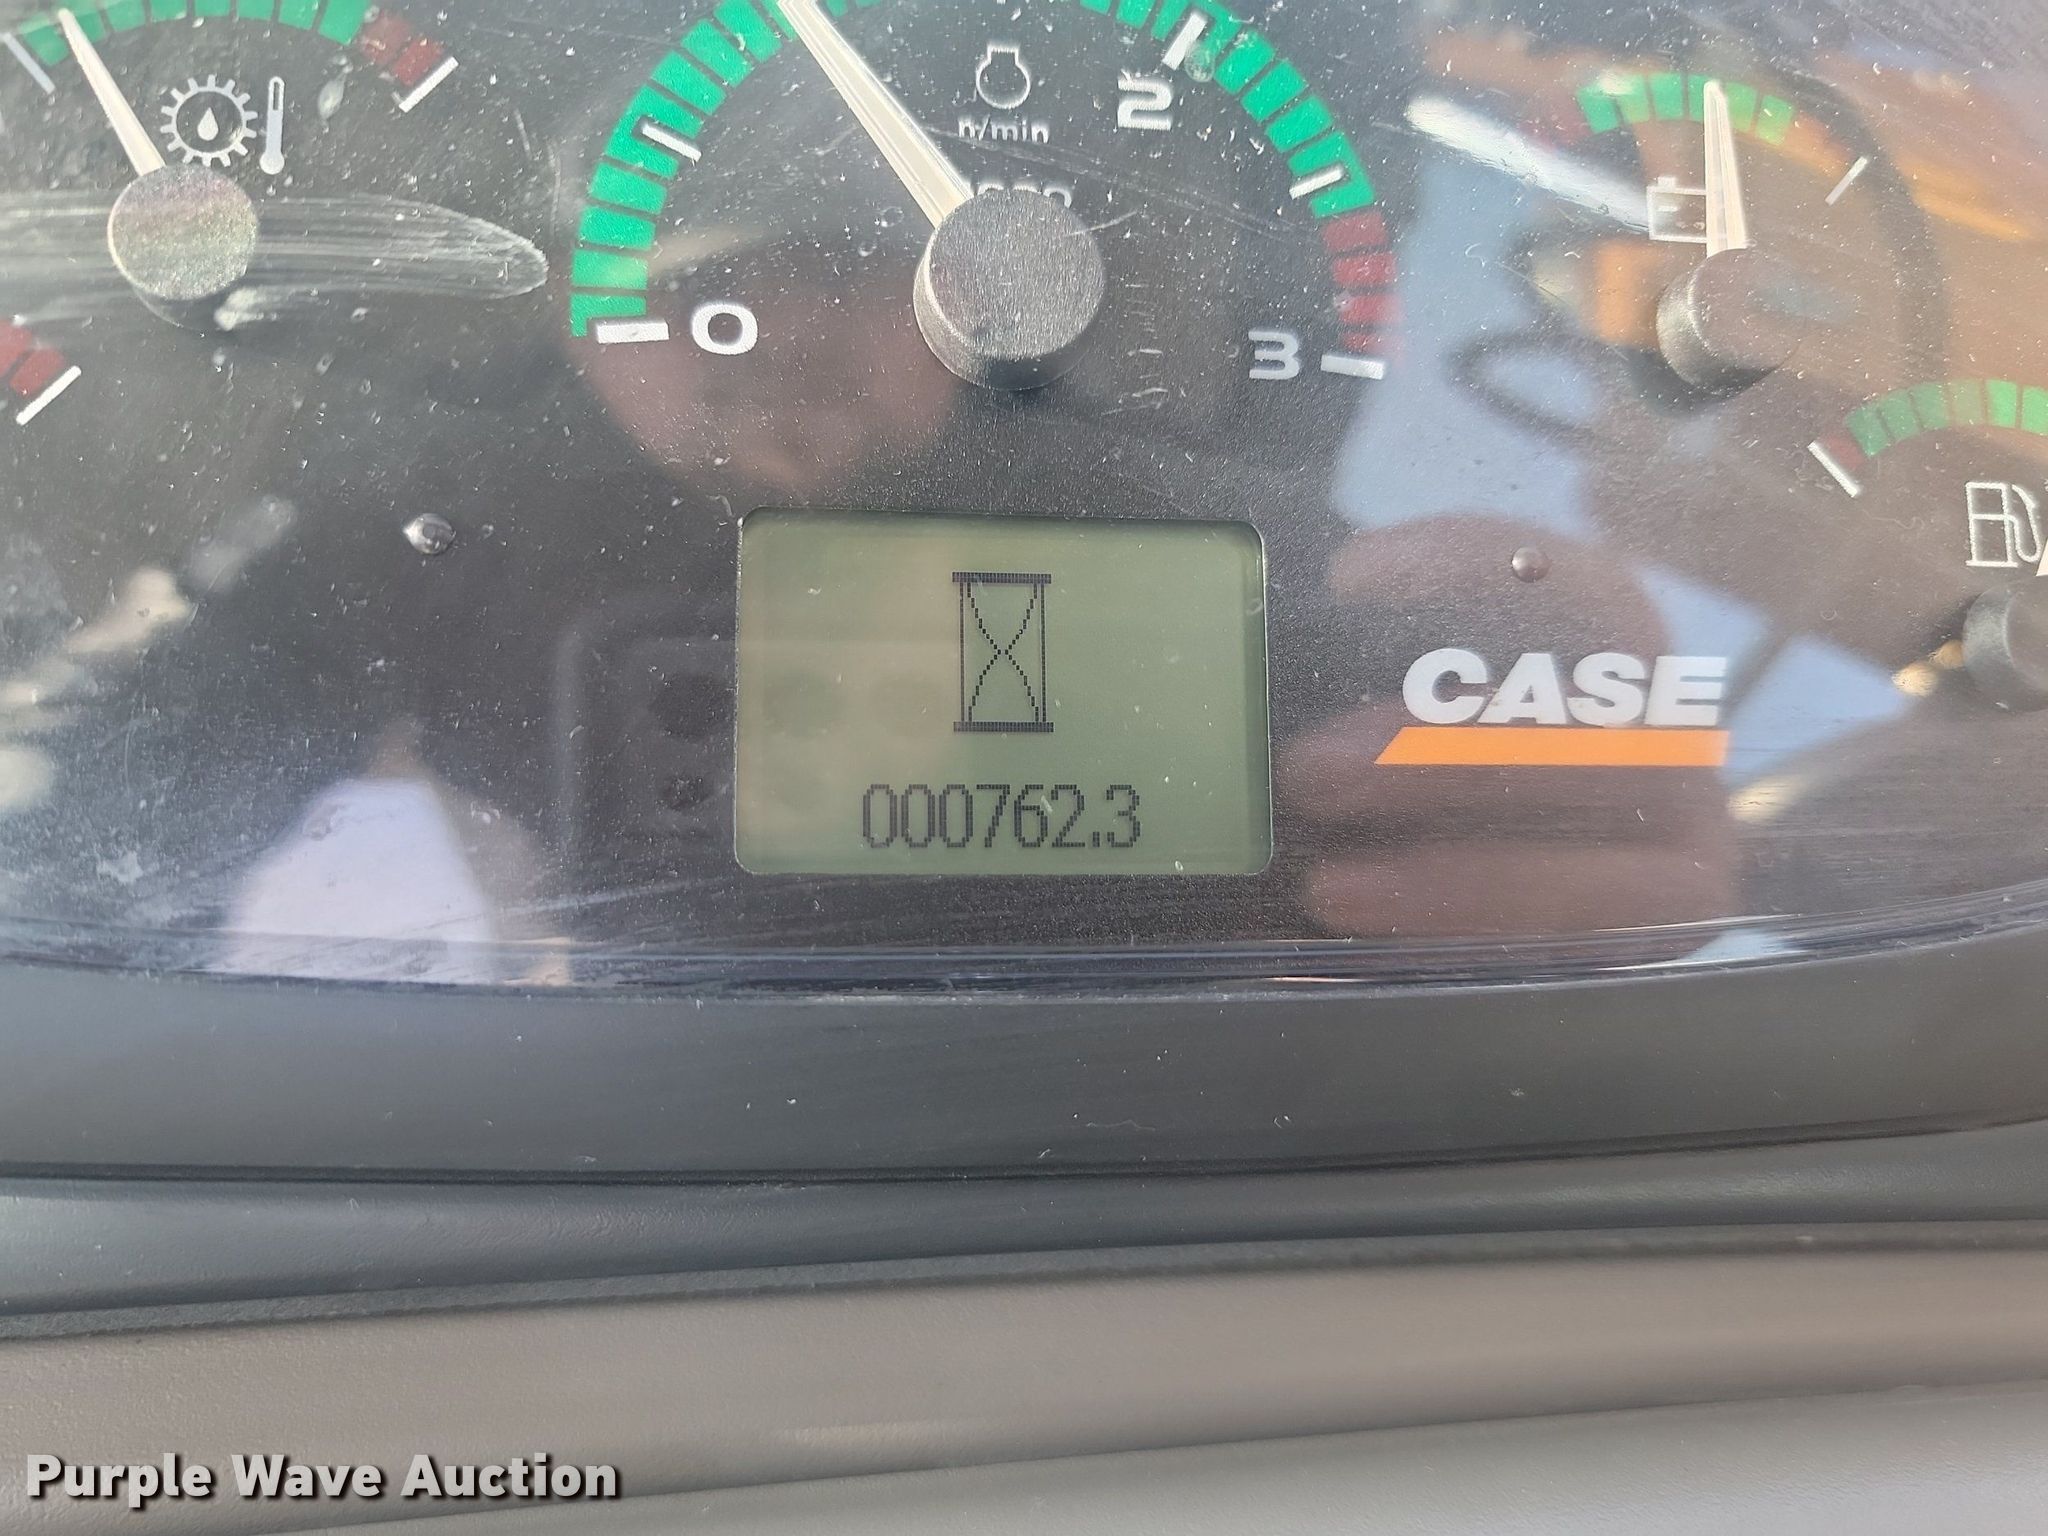 2
n/min
0
3
CASE
000762.3
Purple Wave Auction